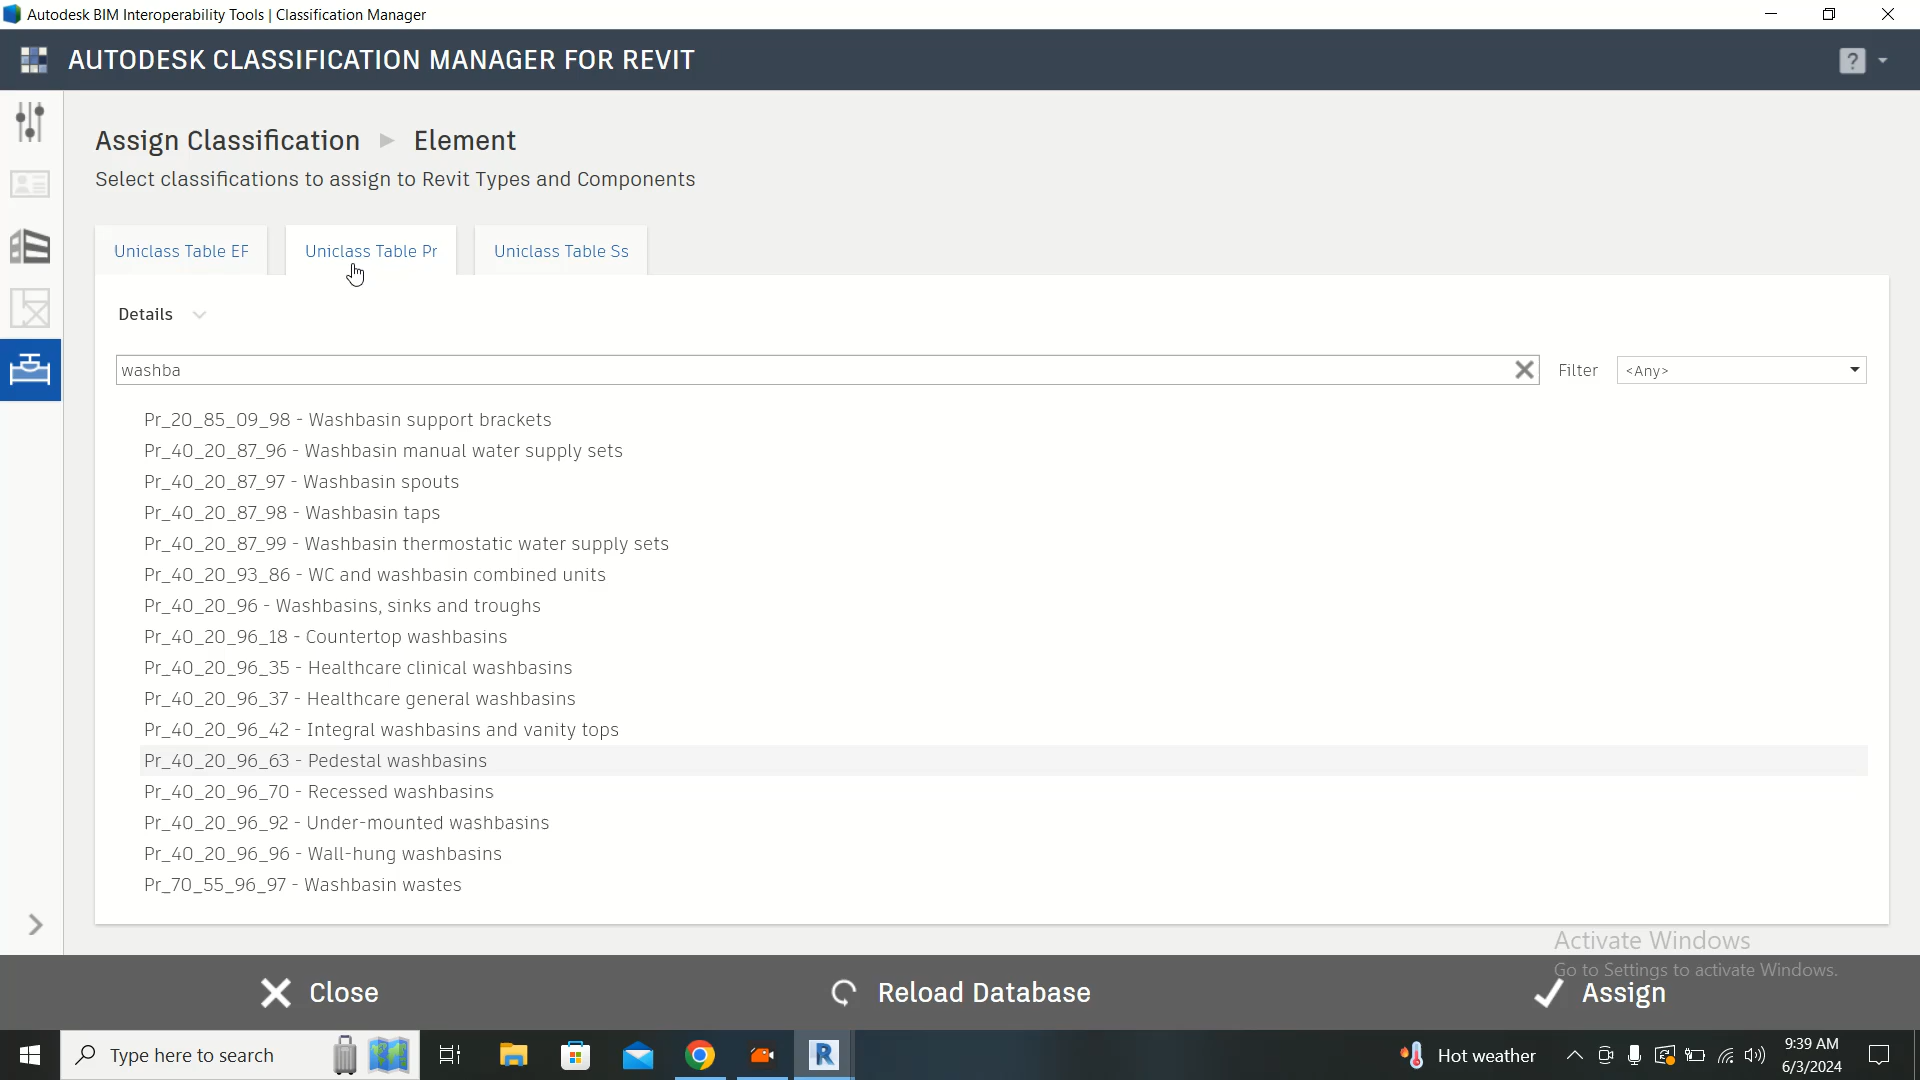 Autodesk BIM Interoperability Tools | Classification Manager
AUTODESK CLASSIFICATION MANAGER FOR REVIT
?
Assign Classification ▶ Element
Select classifications to assign to Revit Types and Components
Uniclass Table EF
Uniclass Table Pr
Uniclass Table Ss
Details
washba
Filter
<Any>
Pr_20_85_09_98 - Washbasin support brackets
Pr_40_20_87_96 - Washbasin manual water supply sets
Pr_40_20_87_97 - Washbasin spouts
Pr_40_20_87_98 - Washbasin taps
Pr_40_20_87_99 - Washbasin thermostatic water supply sets
Pr_40_20_93_86 - WC and washbasin combined units
Pr_40_20_96 - Washbasins, sinks and troughs
Pr_40_20_96_18 - Countertop washbasins
Pr_40_20_96_35 - Healthcare clinical washbasins
Pr_40_20_96_37 - Healthcare general washbasins
Pr_40_20_96_42 - Integral washbasins and vanity tops
Pr_40_20_96_63 - Pedestal washbasins
Pr_40_20_96_70 - Recessed washbasins
Pr_40_20_96_92 - Under-mounted washbasins
Pr_40_20_96_96 - Wall-hung washbasins
Pr_70_55_96_97 - Washbasin wastes
Activate Windows
Go to Settings to activate Windows.
Close
Reload Database
Assign
Type here to search
R
Hot weather
9:39 AM
6/3/2024